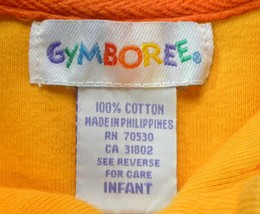 GYMBOREE®
100% COTTON
MADE IN PHILIPPINES
RN 70530
CA 31802
SEE REVERSE
FOR CARE
INFANT